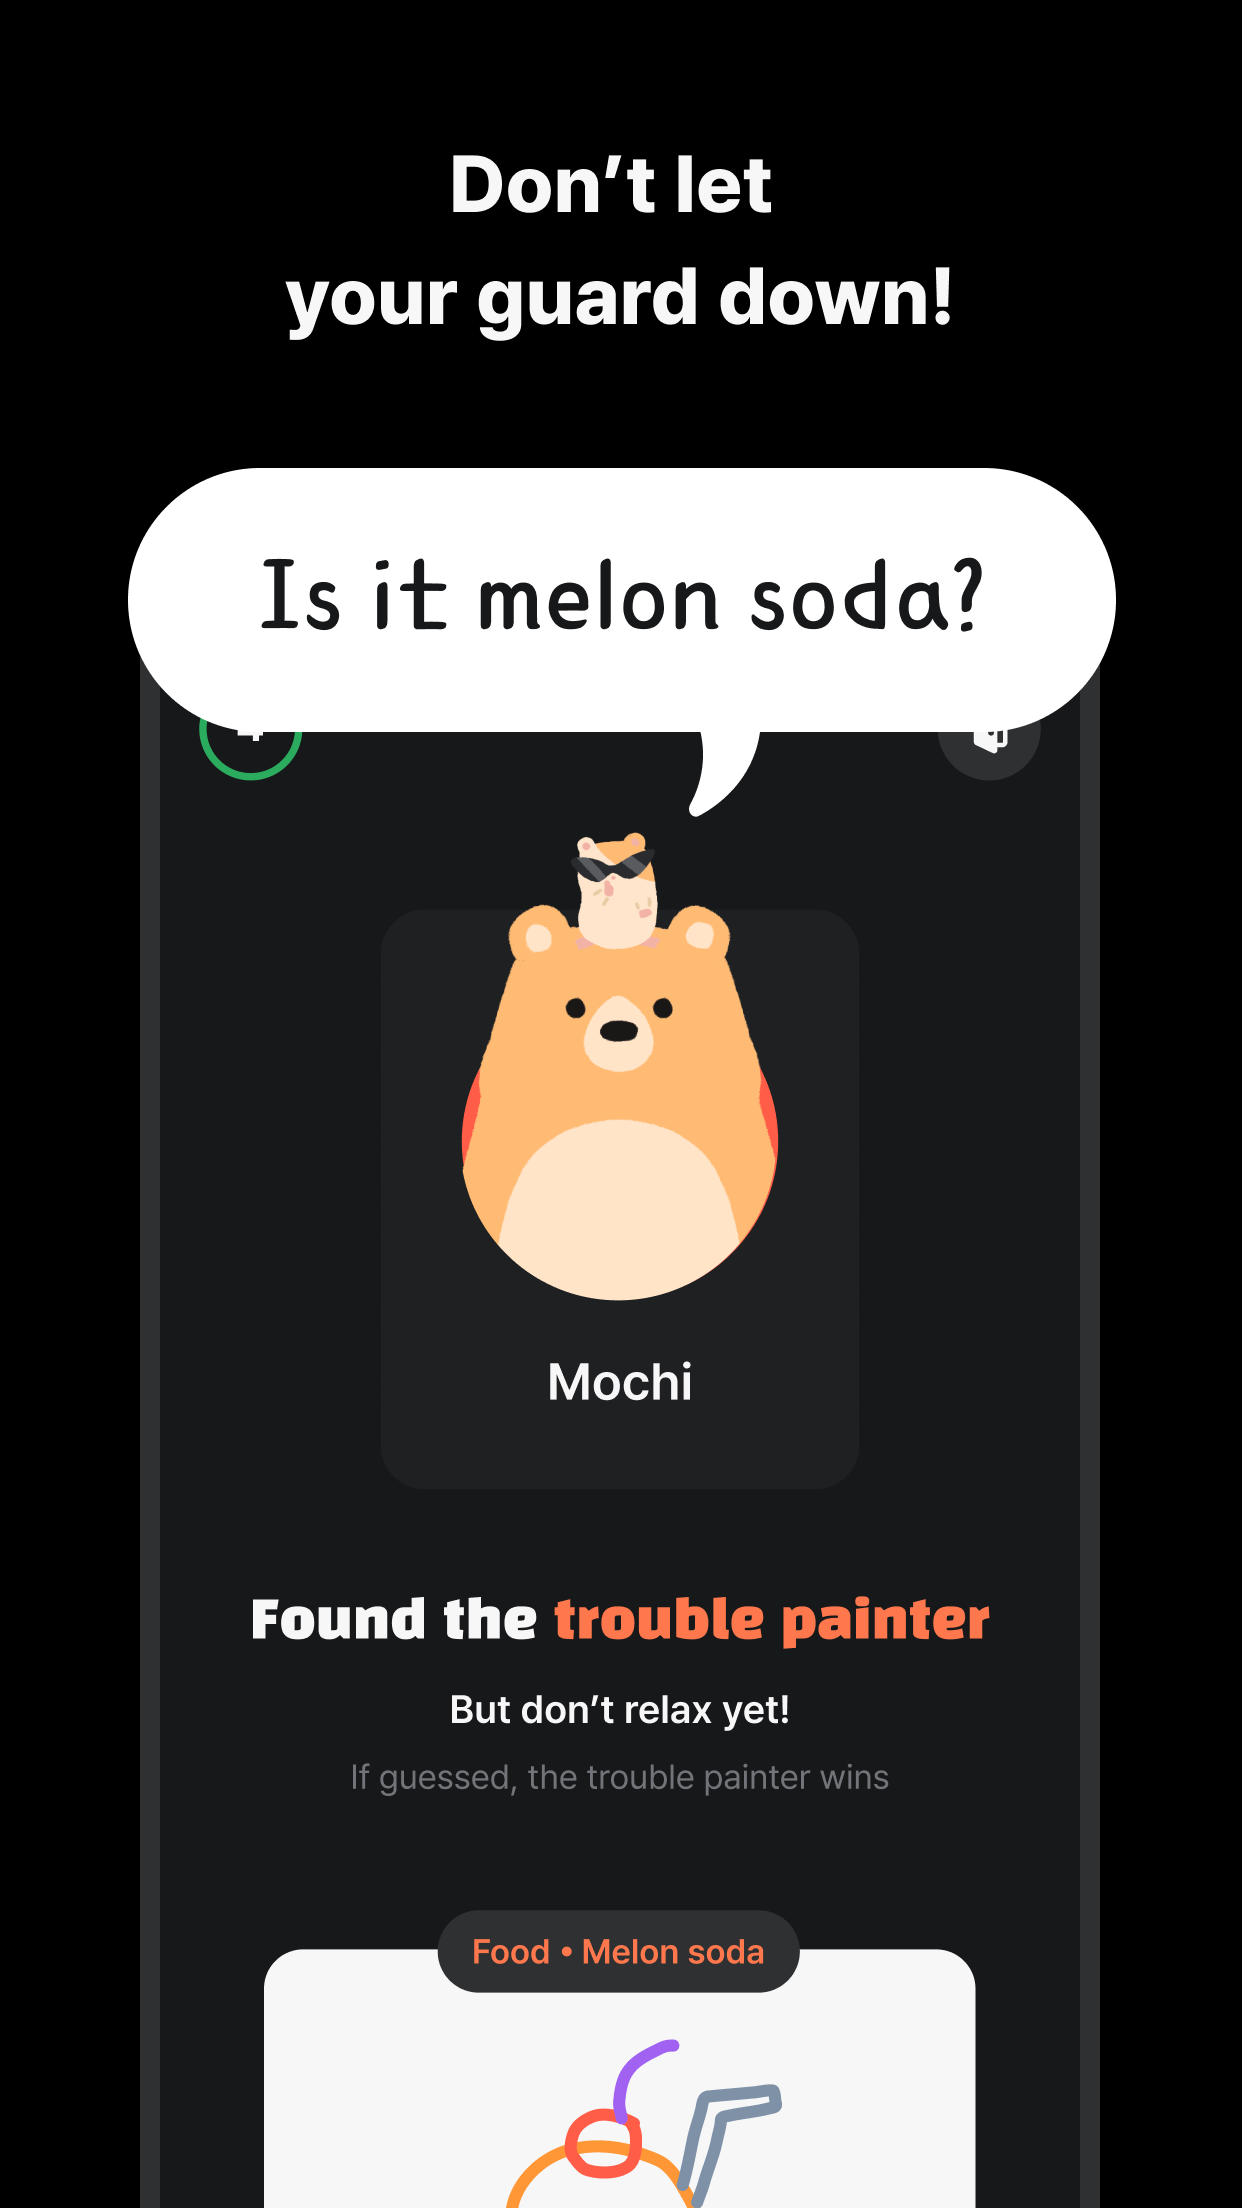 Don’t let
your guard down!
Is it melon soda?
Mochi
Found the trouble painter
But don’t relax yet!
If guessed, the trouble painter wins
Food • Melon soda